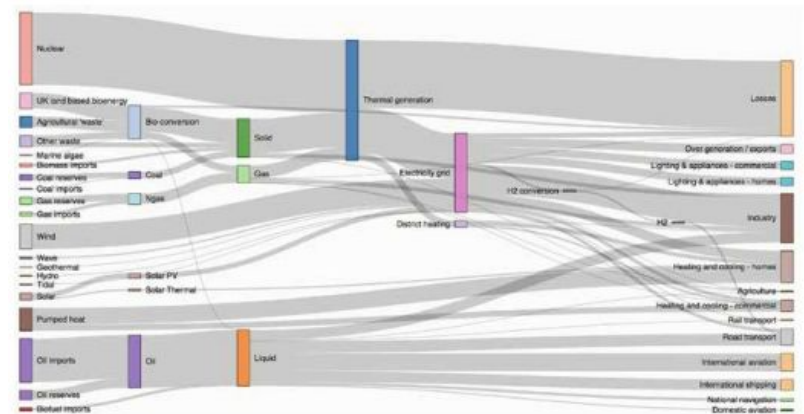 Nuclear
UK land based bioenergy
Agricultural 'waste'
Other waste
Marine algae
Biomass imports
Coal reserves
Coal imports
Gas reserves
Gas imports
Wind
Wave
Geothermal
Hydro
Tidal
Solar
Pumped heat
Oil imports
Oil reserves
Biofuel imports
Bio-conversion
Coal
Ngas
Solar PV
Solar Thermal
Oil
Solid
Gas
Liquid
Thermal generation
Electricity grid
District heating
H2 conversion
H2
Losses
Over generation / exports
Lighting & appliances - commercial
Lighting & appliances - homes
Industry
Heating and cooling - homes
Agriculture
Heating and cooling - commercial
Rail transport
Road transport
International aviation
International shipping
National navigation
Domestic aviation